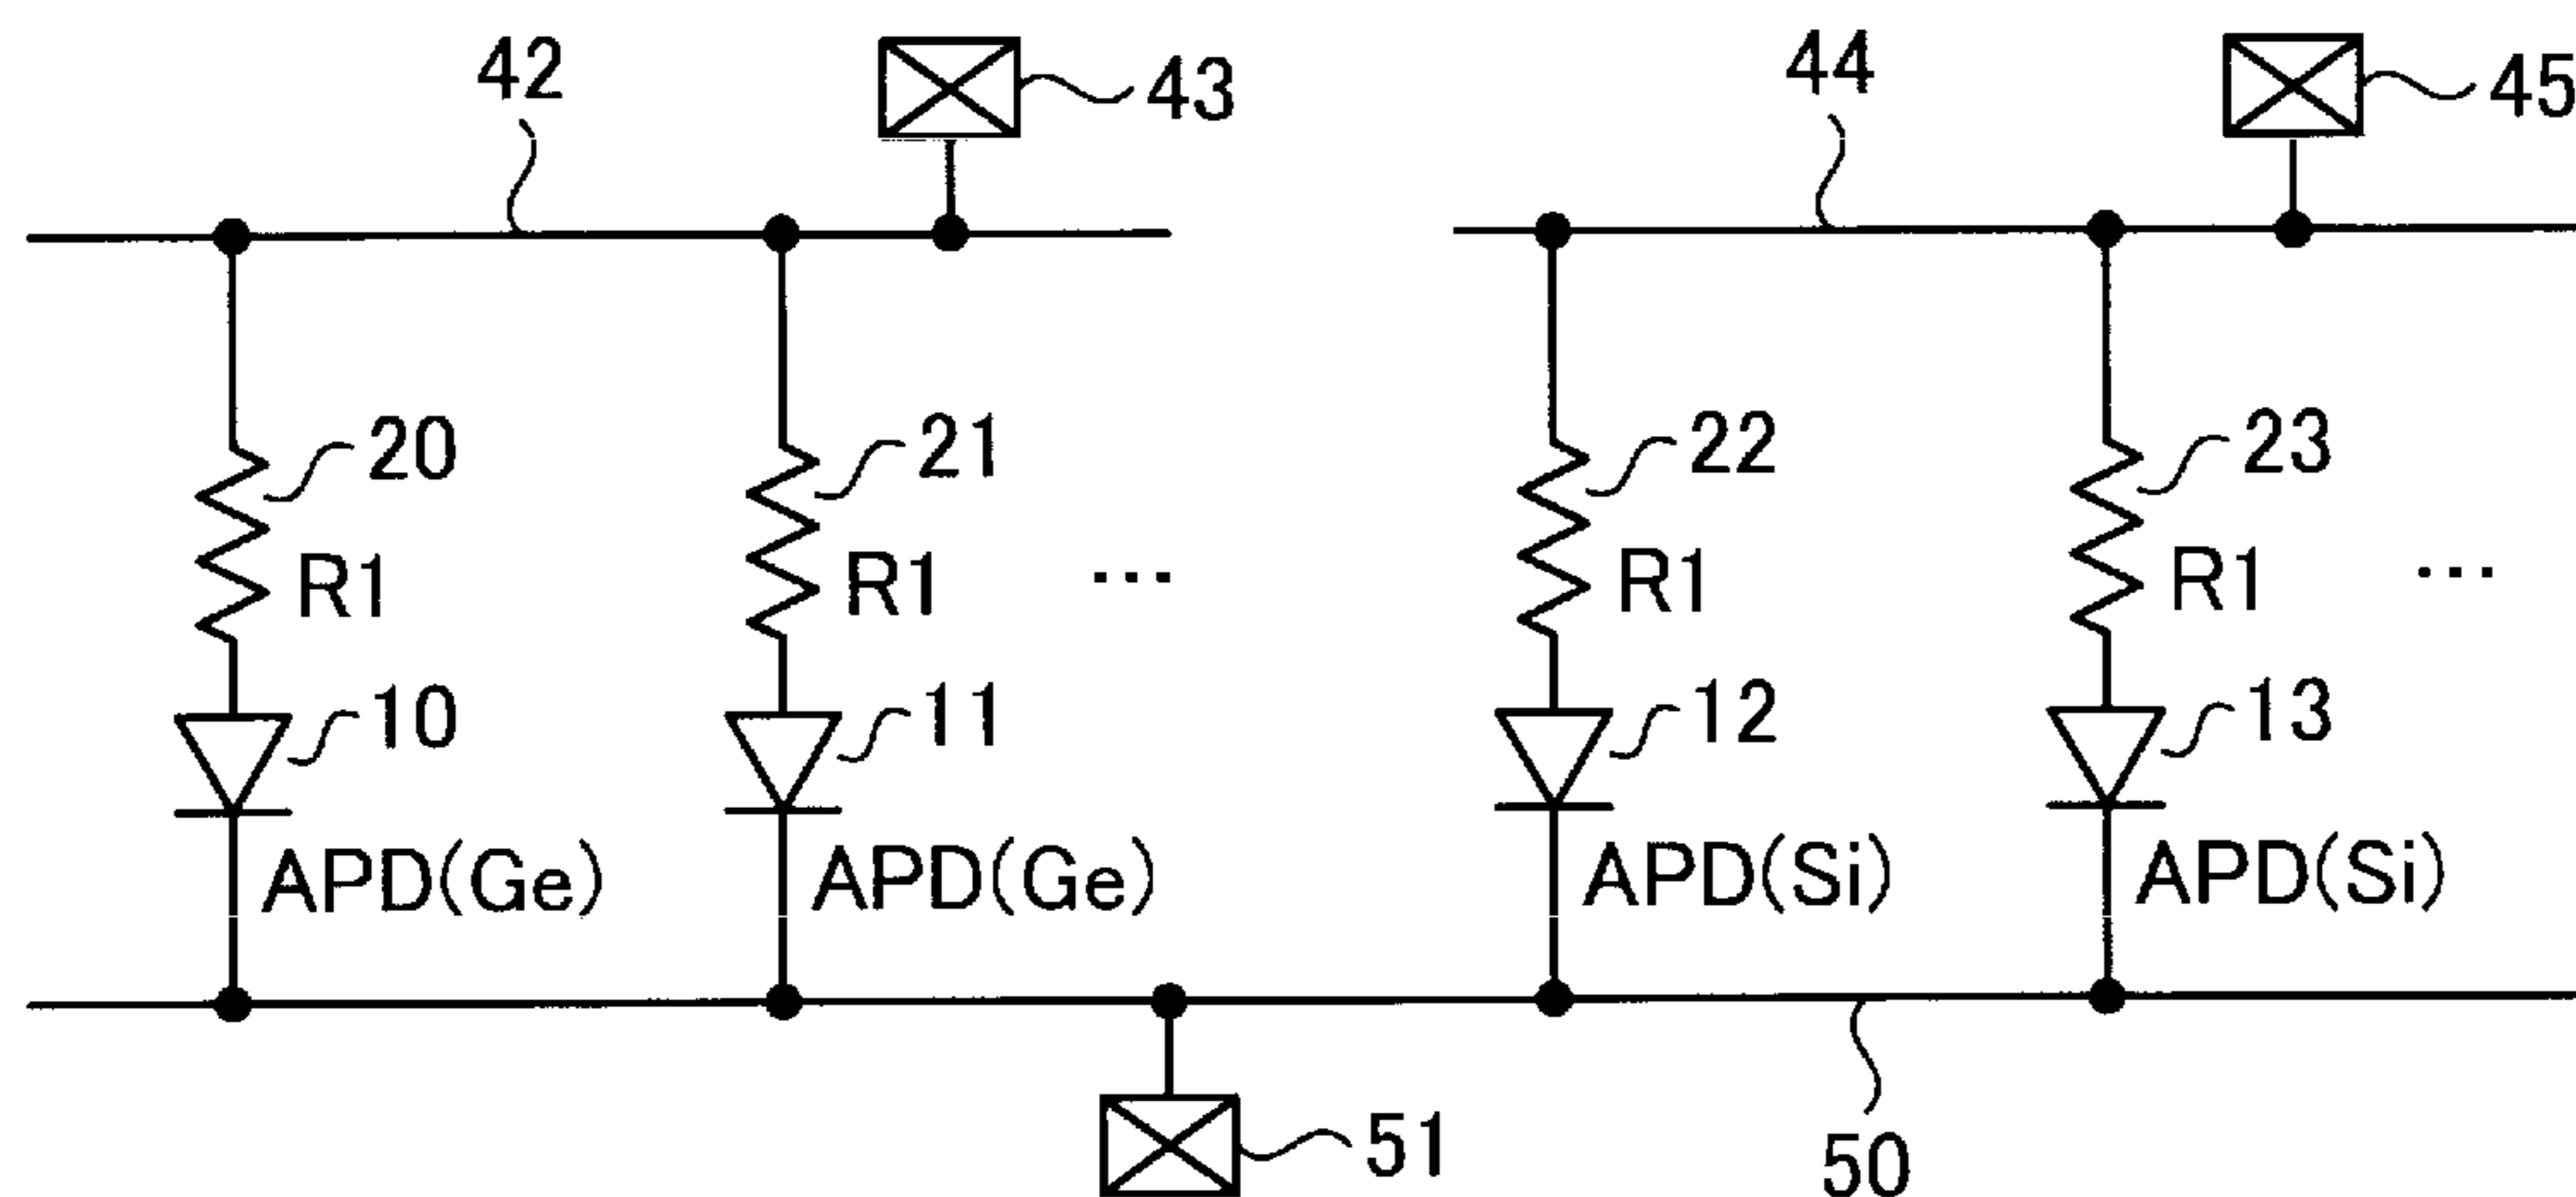 42 43 44 45
20 21 22 23
R1 R1 ... R1 R1 ...
10 11 12 13
APD(Ge) APD(Ge) APD(Si) APD(Si)
51 50